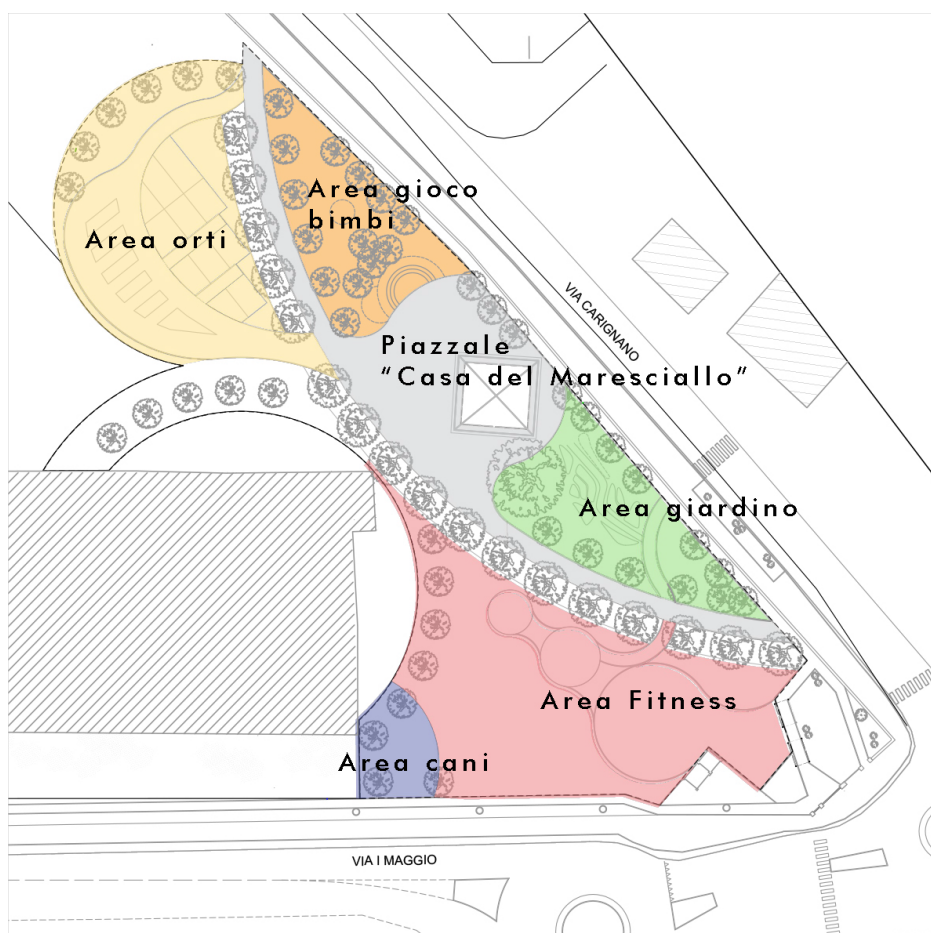 Area gioco
bimbi
Area orti
VIA CARIGNANO
Piazzale
“Casa del Maresciallo”
Area giardino
Area Fitness
Area cani
VIA I MAGGIO